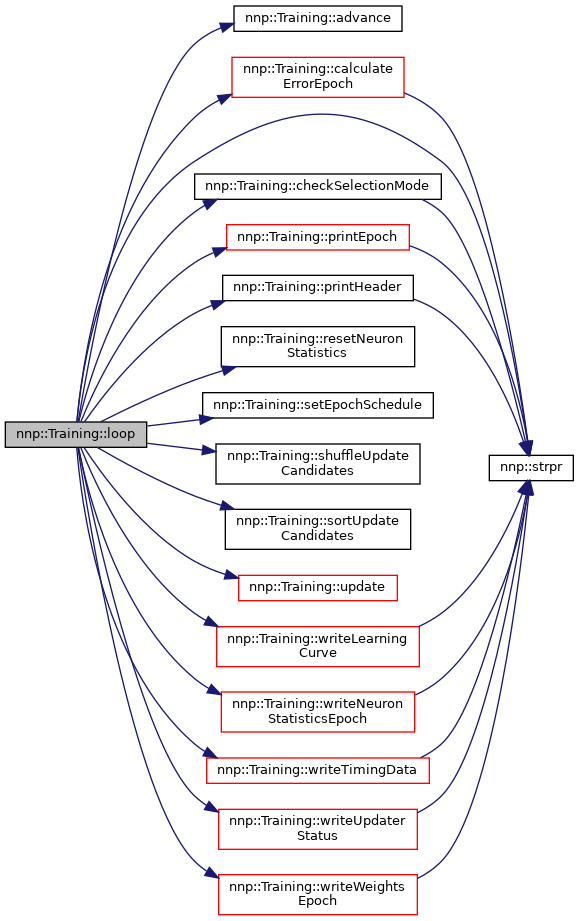 nnp::Training::advance
nnp::Training::calculate
ErrorEpoch
nnp::Training::checkSelectionMode
nnp::Training::printEpoch
nnp::Training::printHeader
nnp::Training::resetNeuron
Statistics
nnp::Training::setEpochSchedule
nnp::Training::loop
nnp::Training::shuffleUpdate
Candidates
nnp::strpr
nnp::Training::sortUpdate
Candidates
nnp::Training::update
nnp::Training::writeLearning
Curve
nnp::Training::writeNeuron
StatisticsEpoch
nnp::Training::writeTimingData
nnp::Training::writeUpdater
Status
nnp::Training::writeWeights
Epoch